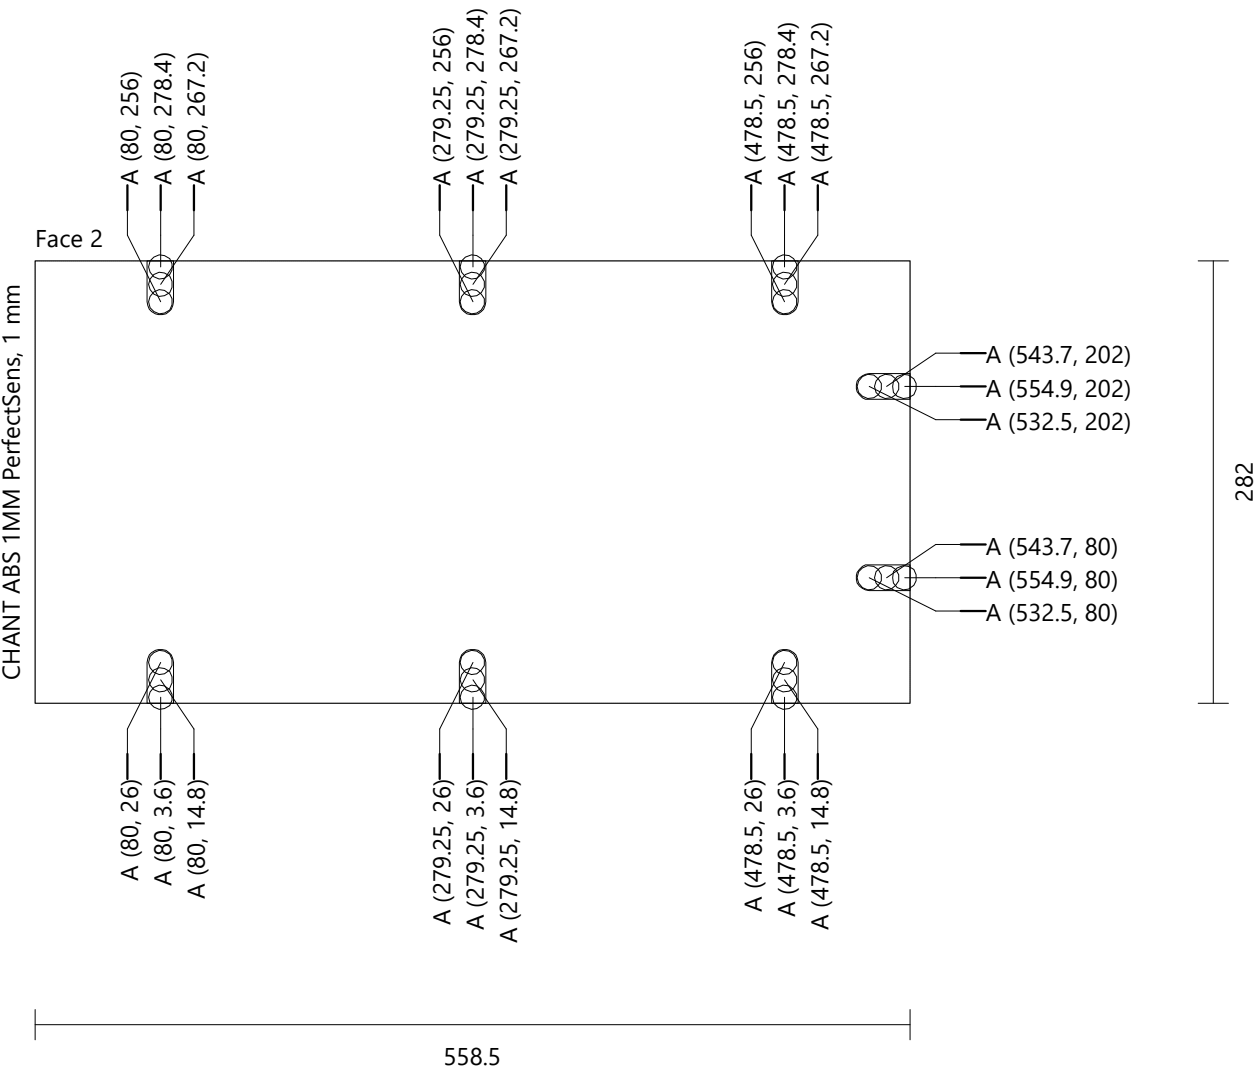 A (80, 256)
A (80, 278.4)
A (80, 267.2)
A (279.25, 256)
A (279.25, 278.4)
A (279.25, 267.2)
A (478.5, 256)
A (478.5, 278.4)
A (478.5, 267.2)
Face 2
CHANT ABS 1MM PerfectSens, 1 mm
A (543.7, 202)
A (554.9, 202)
A (532.5, 202)
282
A (543.7, 80)
A (554.9, 80)
A (532.5, 80)
A (80, 26)
A (80, 3.6)
A (80, 14.8)
A (279.25, 26)
A (279.25, 3.6)
A (279.25, 14.8)
A (478.5, 26)
A (478.5, 3.6)
A (478.5, 14.8)
558.5